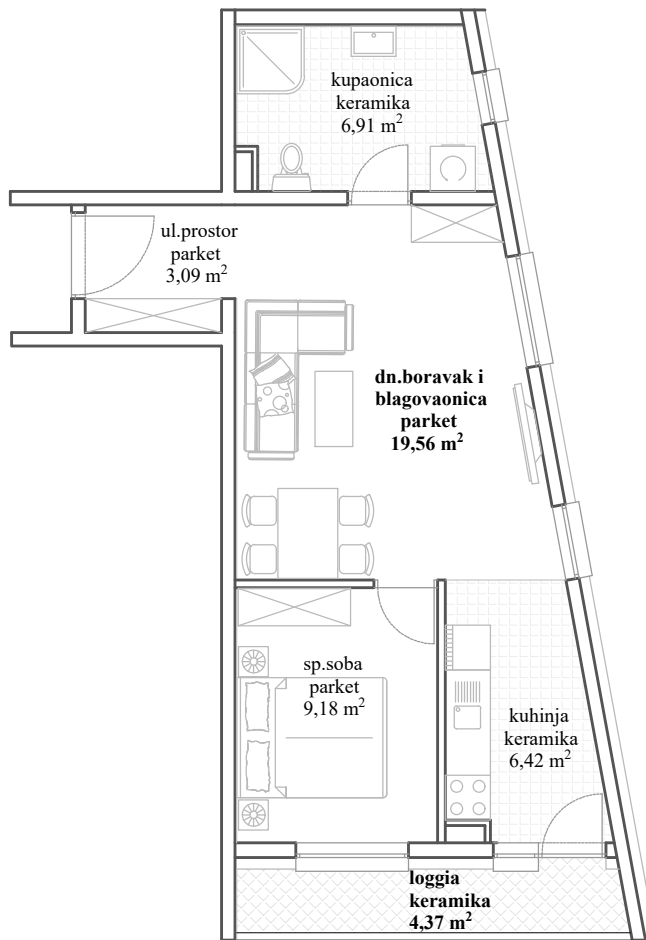 kupaonica
keramika
6,91 m²
ul.prostor
parket
3,09 m²
dn.boravak i
blagovaonica
parket
19,56 m²
sp.soba
parket
9,18 m²
kuhinja
keramika
6,42 m²
loggia
keramika
4,37 m²